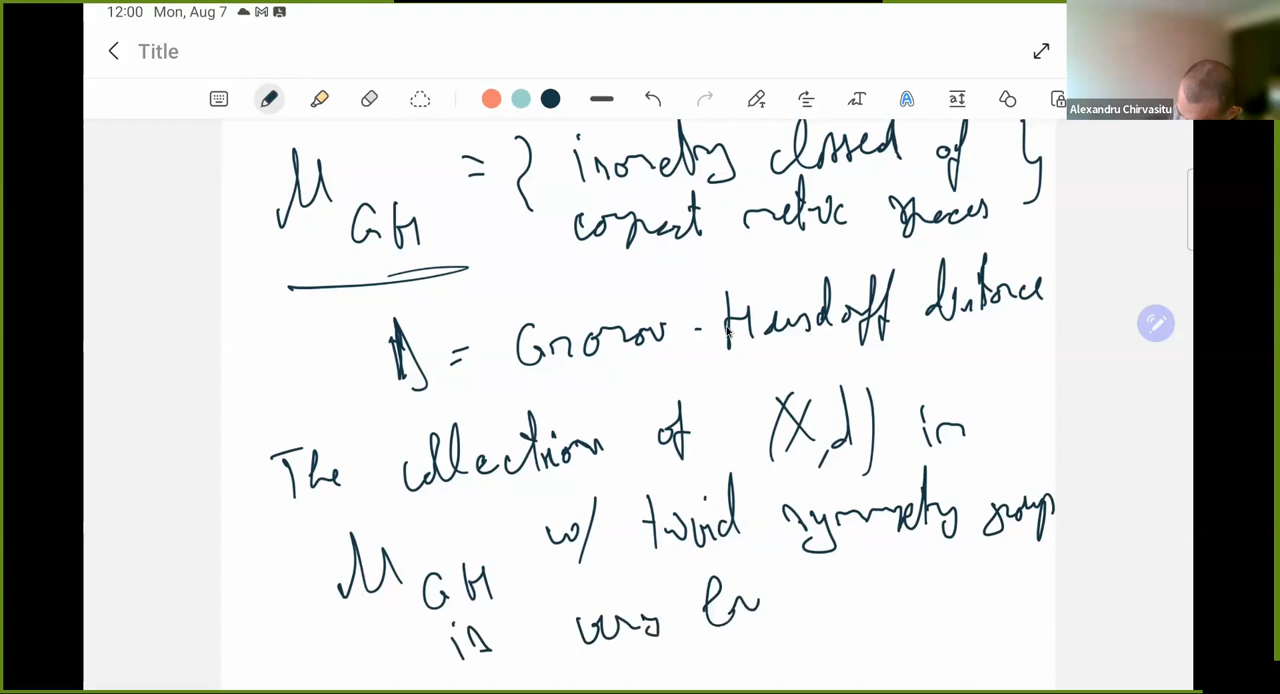 12:00 Mon, Aug 7
Title
Alexandru Chirvasitu
M_GH = { isometry classes of }
compact metric spaces
= Gromov - Hausdorff distance
The collection of (X,d) in
M_GH w/ trivial symmetry group
is very